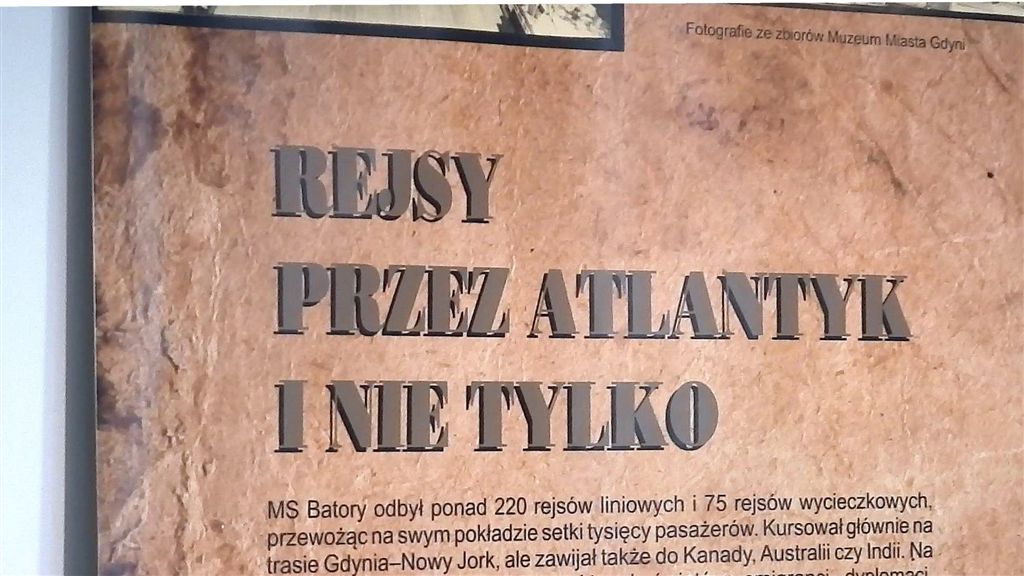 Fotografie ze zbiorów Muzeum Miasta Gdyni
REJSY
PRZEZ ATLANTYK
I NIE TYLKO
MS Batory odbył ponad 220 rejsów liniowych i 75 rejsów wycieczkowych,
przewożąc na swym pokładzie setki tysięcy pasażerów. Kursował głównie na
trasie Gdynia–Nowy Jork, ale zawijał także do Kanady, Australii czy Indii. Na
emigranci, dyplomaci,